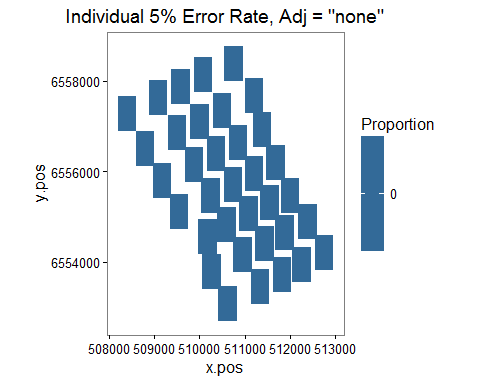 Individual 5% Error Rate, Adj = "none"
6558000
6556000
6554000
y.pos
508000 509000 510000 511000 512000 513000
x.pos
Proportion
0